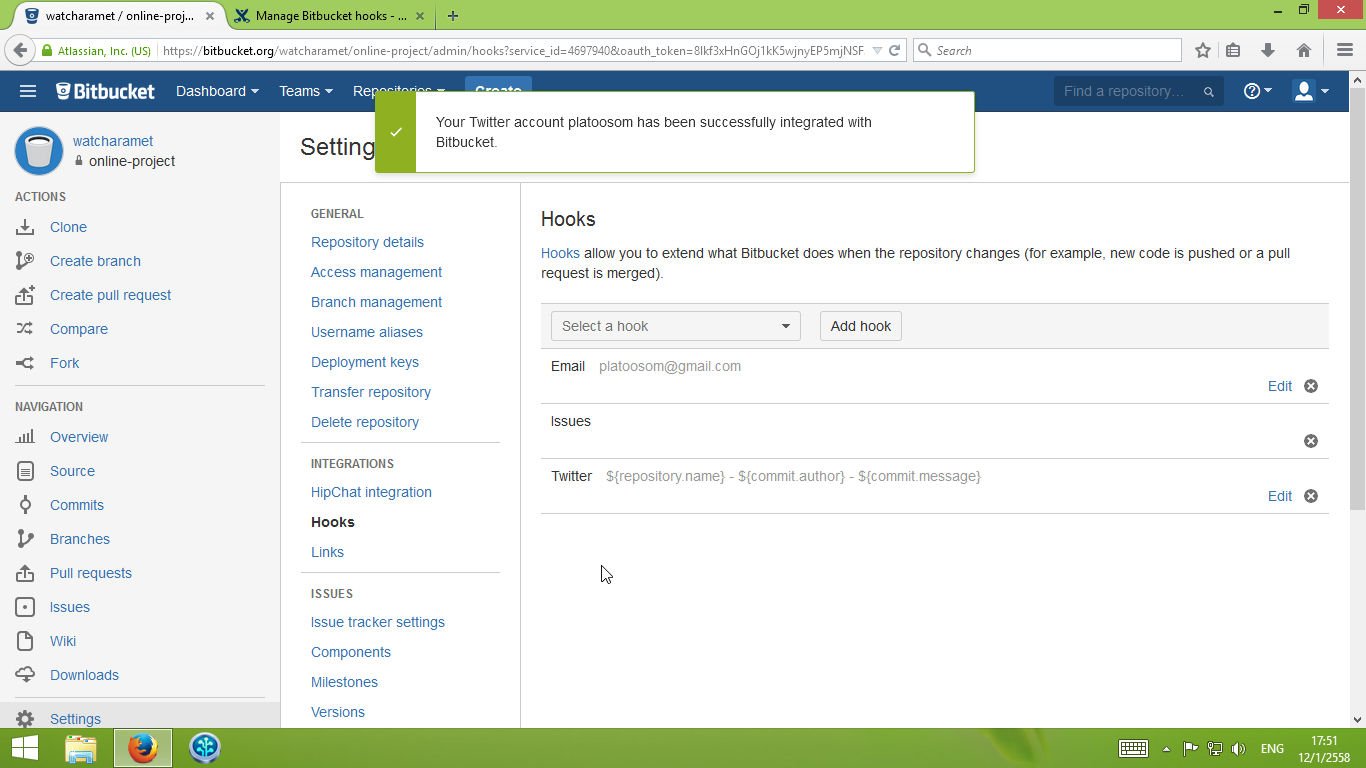 watcharamet / online-proj...
Manage Bitbucket hooks - ...
Atlassian, Inc. (US)
https://bitbucket.org/watcharamet/online-project/admin/hooks?service_id=4697940&oauth_token=8Ikf3xHnGOj1kK5wjnyEP5mjNSF
Search
Bitbucket
Dashboard
Teams
Repositories
Create
Find a repository...
Your Twitter account platoosom has been successfully integrated with
Bitbucket.
watcharamet
online-project
ACTIONS
Clone
Create branch
Create pull request
Compare
Fork
NAVIGATION
Overview
Source
Commits
Branches
Pull requests
Issues
Wiki
Downloads
Settings
Setting
GENERAL
Repository details
Access management
Branch management
Username aliases
Deployment keys
Transfer repository
Delete repository
INTEGRATIONS
HipChat integration
Hooks
Links
ISSUES
Issue tracker settings
Components
Milestones
Versions
Hooks
Hooks allow you to extend what Bitbucket does when the repository changes (for example, new code is pushed or a pull
request is merged).
Select a hook
Add hook
Email platoosom@gmail.com
Edit
Issues
Twitter ${repository.name} - ${commit.author} - ${commit.message}
Edit
ENG
17:51
12/1/2558